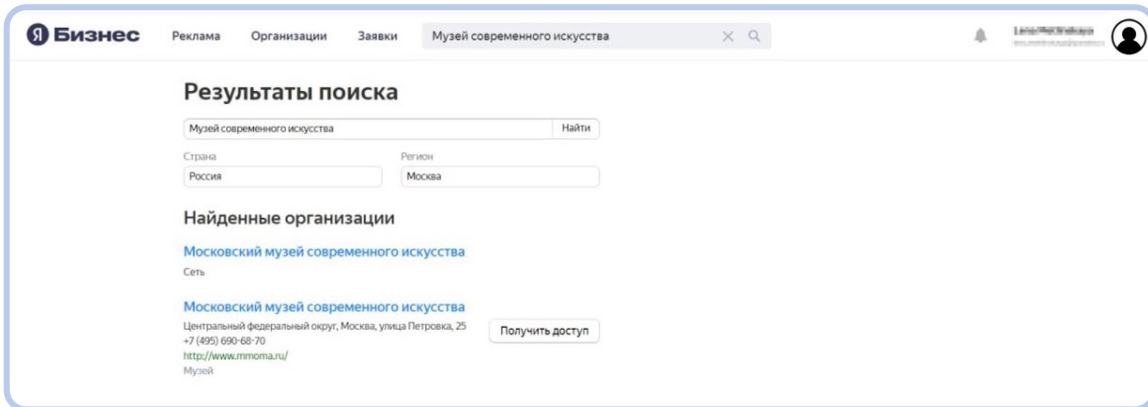 Я Бизнес Реклама Организации Заявки Музей современного искусства
Результаты поиска
Музей современного искусства Найти
Страна Регион
Россия Москва
Найденные организации
Московский музей современного искусства
Сеть
Московский музей современного искусства
Центральный федеральный округ, Москва, улица Петровка, 25
Получить доступ
+7 (495) 690-68-70
http://www.mmoma.ru/
Музей